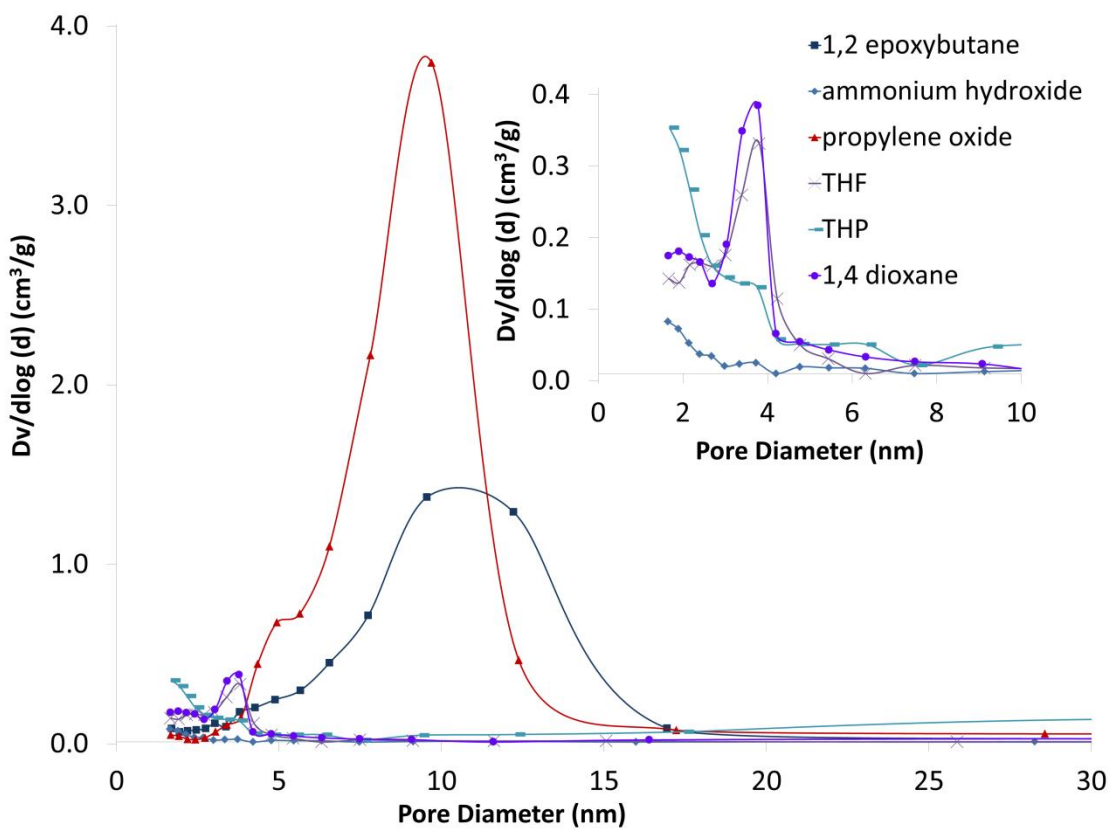 4.0
3.0
2.0
1.0
0.0
Dv/dlog (d) (cm³/g)
0
5
10
15
20
25
30
Pore Diameter (nm)
1,2 epoxybutane
ammonium hydroxide
propylene oxide
THF
THP
1,4 dioxane
0.4
0.3
0.2
0.1
0.0
Dv/dlog (d) (cm³/g)
0
2
4
6
8
10
Pore Diameter (nm)